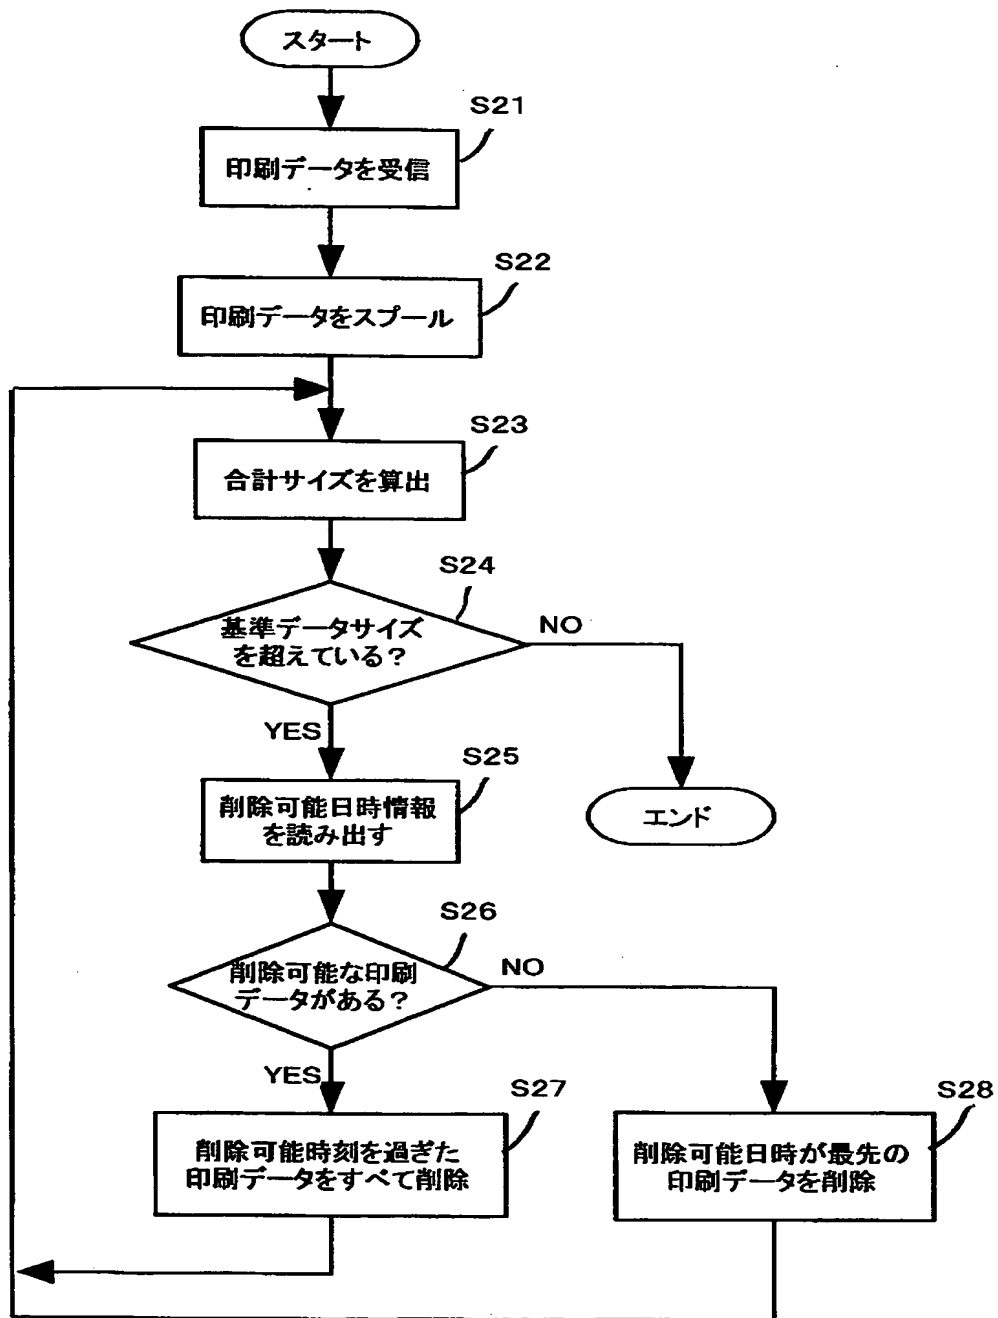 スタート
S21
印刷データを受信
S22
印刷データをスプール
S23
合計サイズを算出
S24
基準データサイズ
を超えている?
NO
YES
S25
削除可能日時情報
を読み出す
エンド
S26
削除可能な印刷
データがある?
NO
YES
S27
削除可能時刻を過ぎた
印刷データをすべて削除
S28
削除可能日時が最先の
印刷データを削除